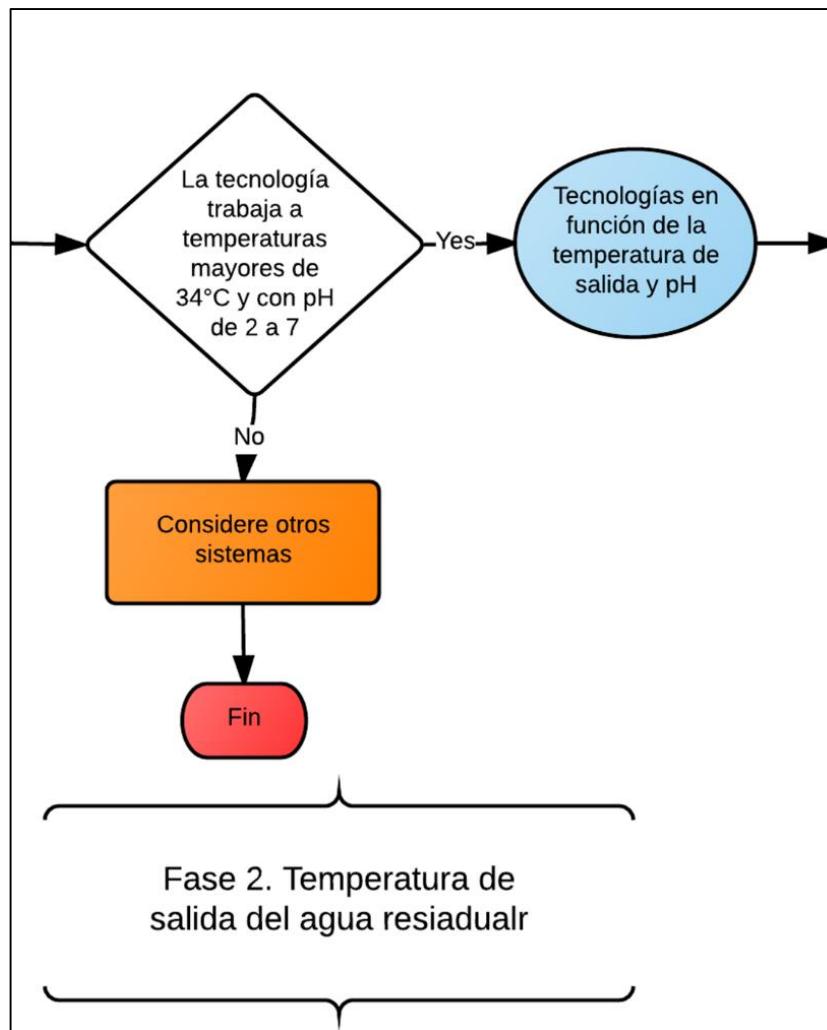 La tecnología
trabaja a
temperaturas
mayores de
34°C y con pH
de 2 a 7
Yes
Tecnologías en
función de la
temperatura de
salida y pH
No
Considere otros
sistemas
Fin
Fase 2. Temperatura de
salida del agua resiadualr